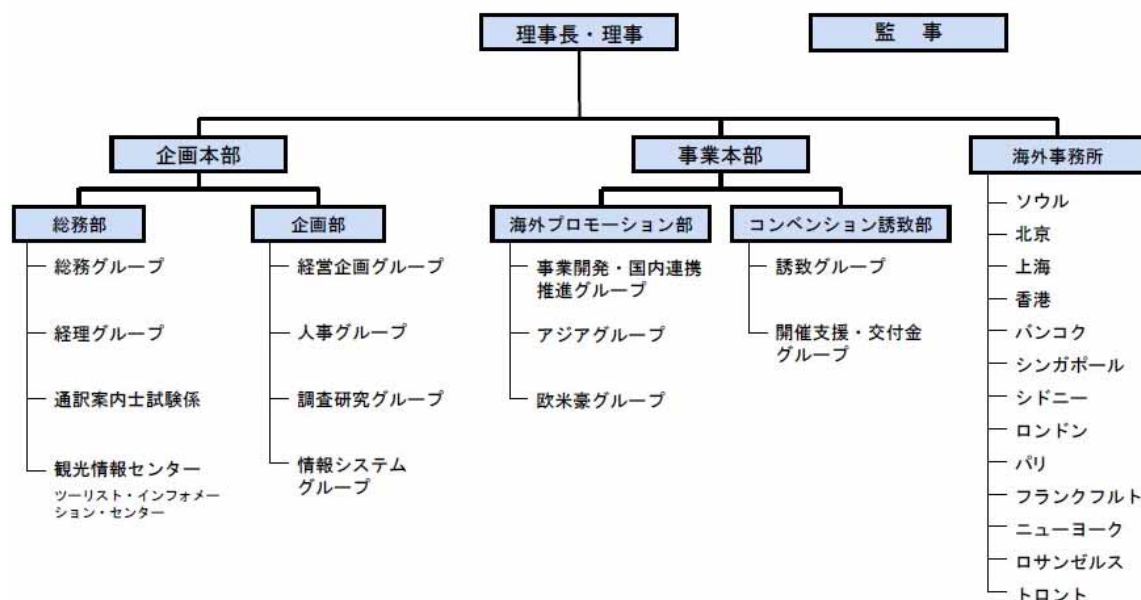 理事長・理事
監　事
企画本部
事業本部
海外事務所
総務部
企画部
海外プロモーション部
コンベンション誘致部
総務グループ
経理グループ
通訳案内士試験係
観光情報センター
ツーリスト・インフォメー
ション・センター
経営企画グループ
人事グループ
調査研究グループ
情報システム
グループ
事業開発・国内連携
推進グループ
アジアグループ
欧米豪グループ
誘致グループ
開催支援・交付金
グループ
ソウル
北京
上海
香港
バンコク
シンガポール
シドニー
ロンドン
パリ
フランクフルト
ニューヨーク
ロサンゼルス
トロント